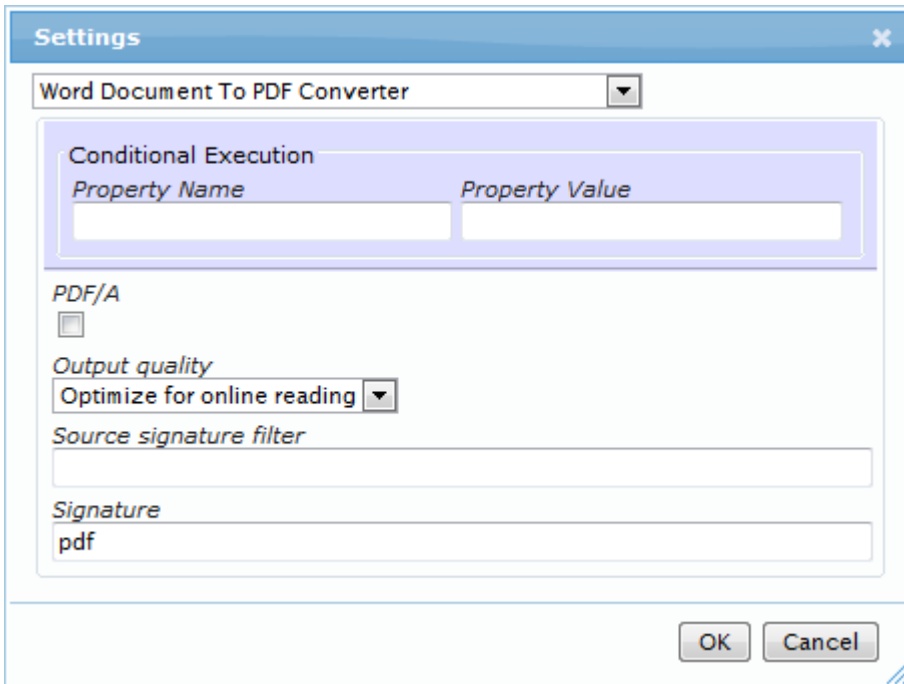 Settings
Word Document To PDF Converter
Conditional Execution
Property Name Property Value
PDF/A
Output quality
Optimize for online reading
Source signature filter
Signature
pdf
OK Cancel